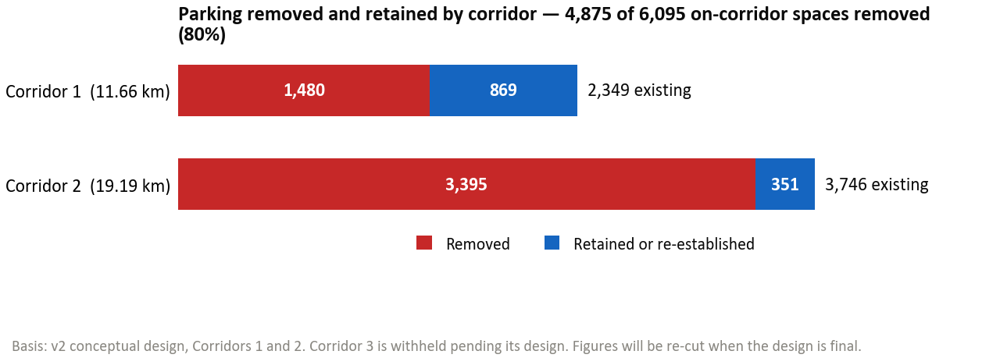 Parking removed and retained by corridor — 4,875 of 6,095 on-corridor spaces removed
(80%)
Corridor 1 (11.66 km)
1,480
869
2,349 existing
Corridor 2 (19.19 km)
3,395
351
3,746 existing
Removed
Retained or re-established
Basis: v2 conceptual design, Corridors 1 and 2. Corridor 3 is withheld pending its design. Figures will be re-cut when the design is final.